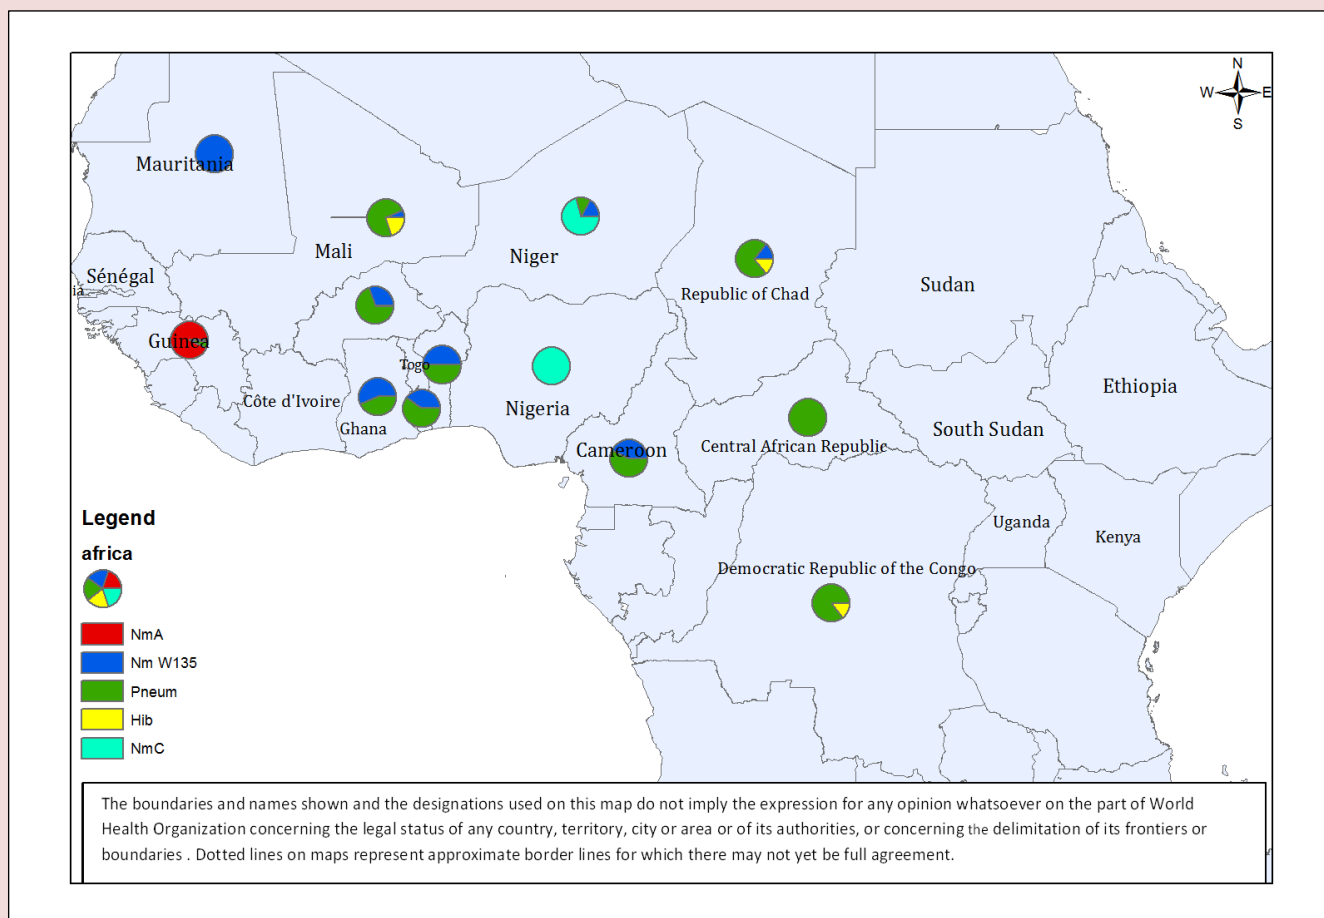 N
W E
S
Mauritania
Mali
Niger
Sénégal
Republic of Chad
Sudan
ia
Guinea
Togo
Ethiopia
Côte d'Ivoire
Nigeria
Ghana
South Sudan
Cameroon
Central African Republic
Uganda
Kenya
Democratic Republic of the Congo
Legend
africa
NmA
Nm W135
Pneum
Hib
NmC
The boundaries and names shown and the designations used on this map do not imply the expression for any opinion whatsoever on the part of World
Health Organization concerning the legal status of any country, territory, city or area or of its authorities, or concerning the delimitation of its frontiers or
boundaries . Dotted lines on maps represent approximate border lines for which there may not yet be full agreement.